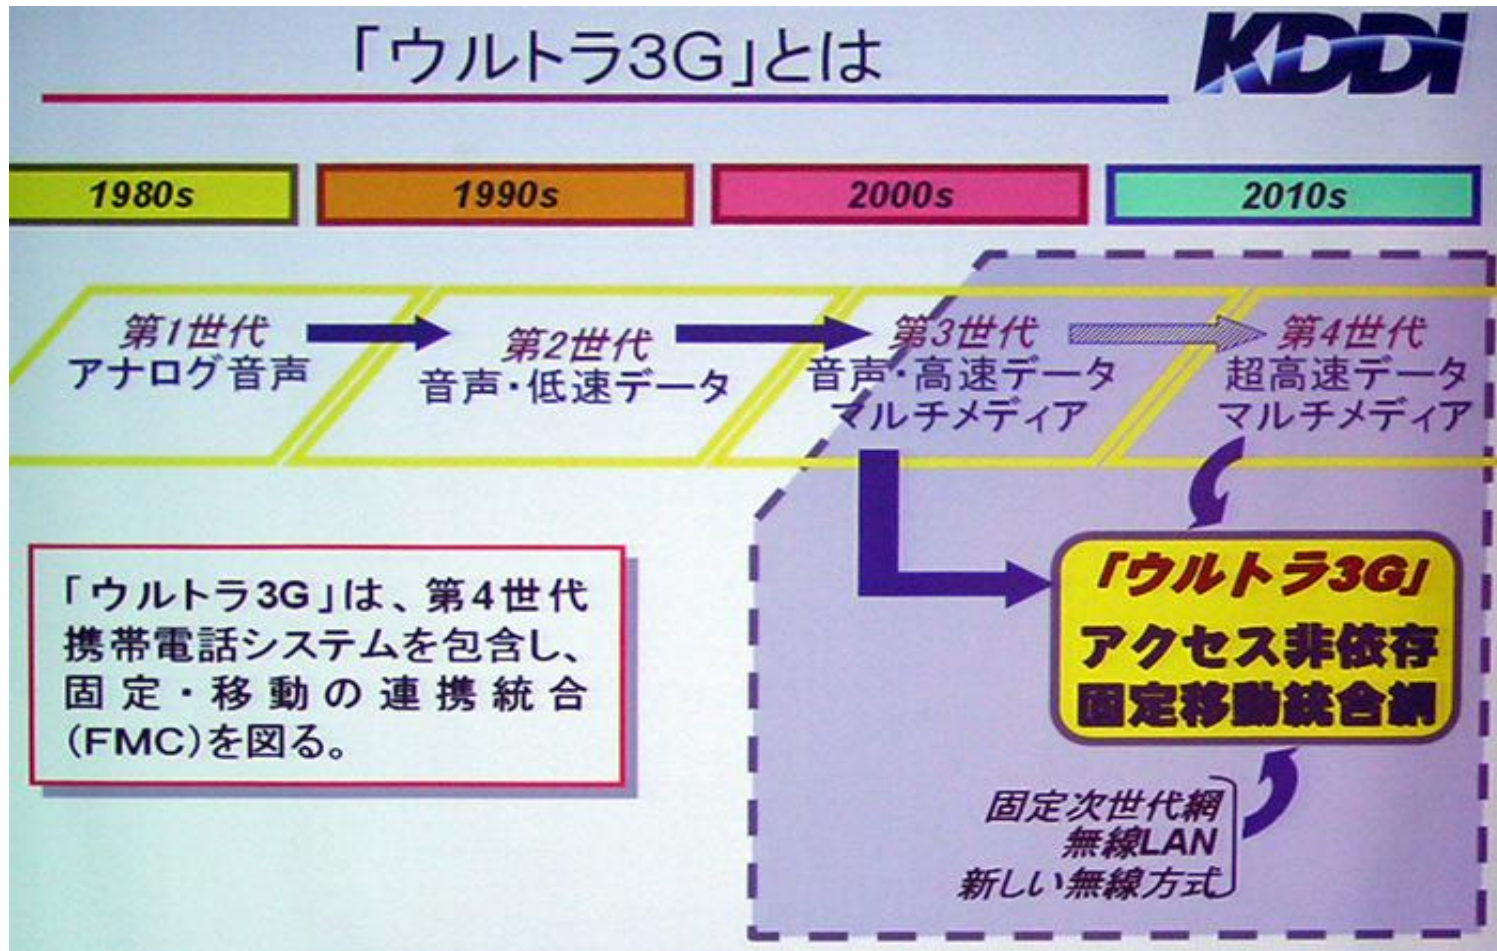 「ウルトラ3G」とは
KDDI
1980s
1990s
2000s
2010s
第1世代
アナログ音声
第2世代
音声・低速データ
第3世代
音声・高速データ
マルチメディア
第4世代
超高速データ
マルチメディア
「ウルトラ3G」は、第4世代
携帯電話システムを包含し、
固定・移動の連携統合
(FMC)を図る。
「ウルトラ3G」
アクセス非依存
固定移動統合網
固定次世代網
無線LAN
新しい無線方式